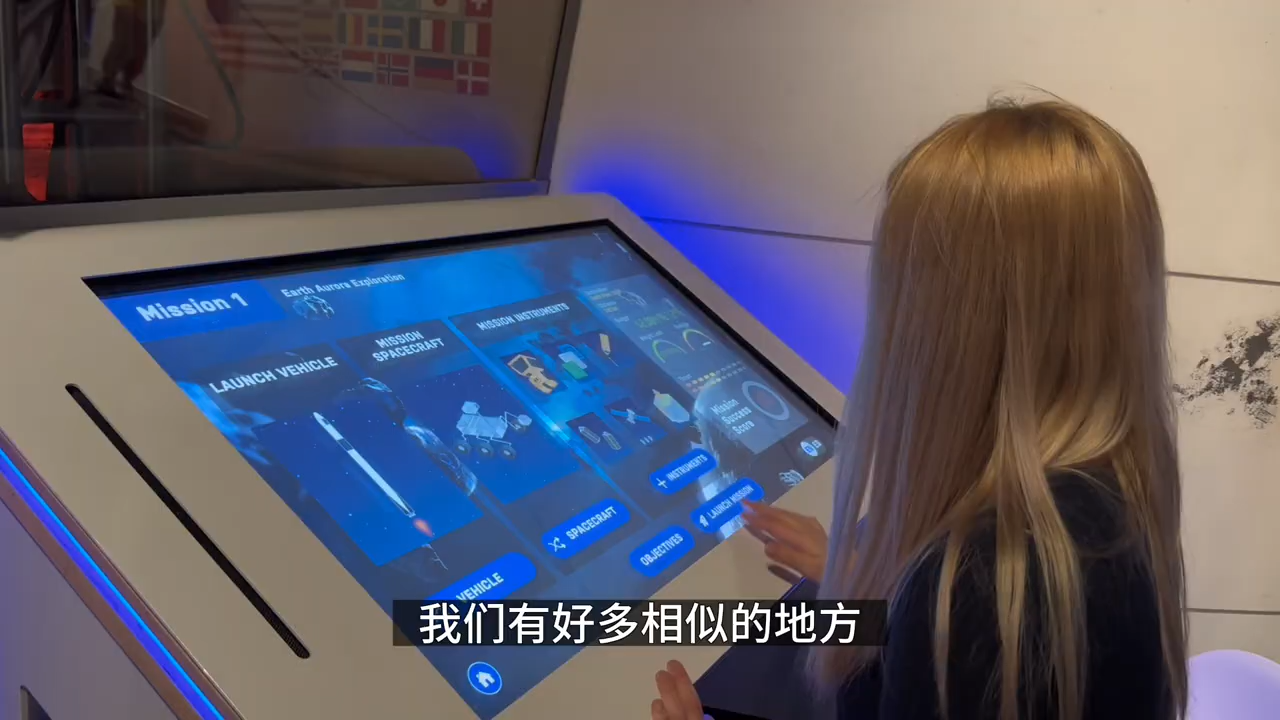 Mission 1
Earth Aurora Exploration
LAUNCH VEHICLE
MISSION
SPACECRAFT
MISSION INSTRUMENTS
Mission
Success
Score
+ INSTRUMENTS
LAUNCH MISSION
SPACECRAFT
OBJECTIVES
VEHICLE
我们有好多相似的地方